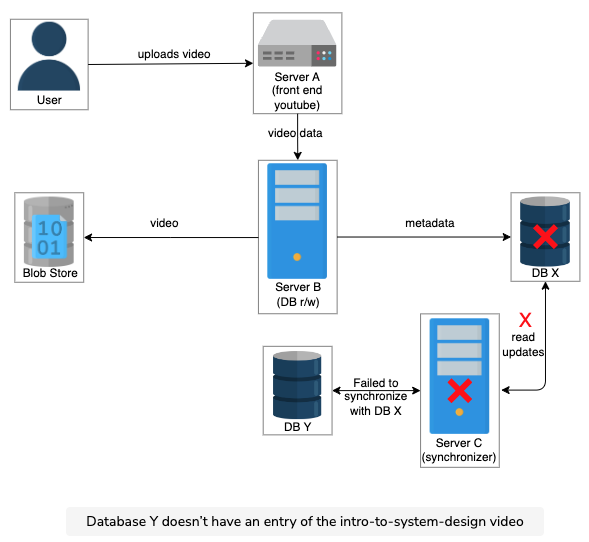 uploads video
User
Server A
(front end
youtube)
video data
10
01
Blob Store
video
Server B
(DB r/w)
metadata
DB X
X
read
updates
DB Y
Failed to
synchronize
with DB X
Server C
(synchronizer)
Database Y doesn't have an entry of the intro-to-system-design video